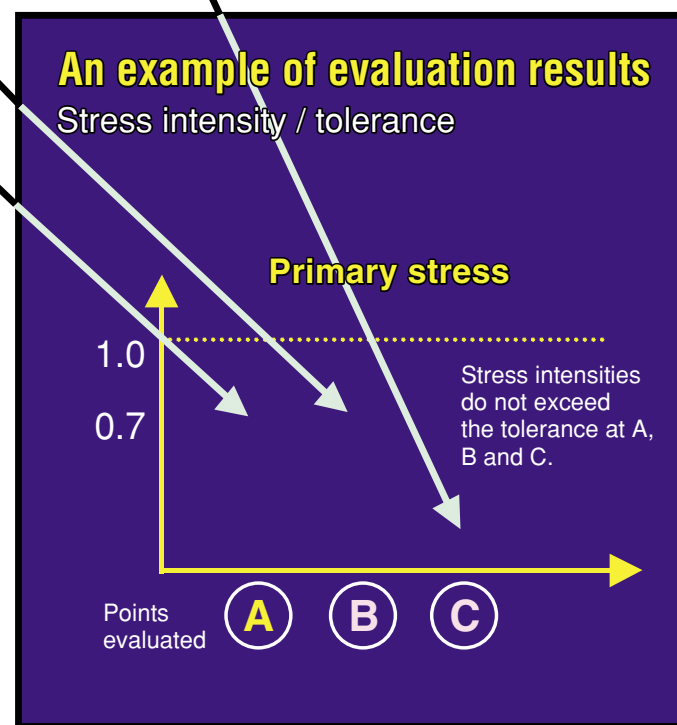 An example of evaluation results
Stress intensity / tolerance
Primary stress
1.0
0.7
Stress intensities
do not exceed
the tolerance at A,
B and C.
Points
evaluated
A
B
C